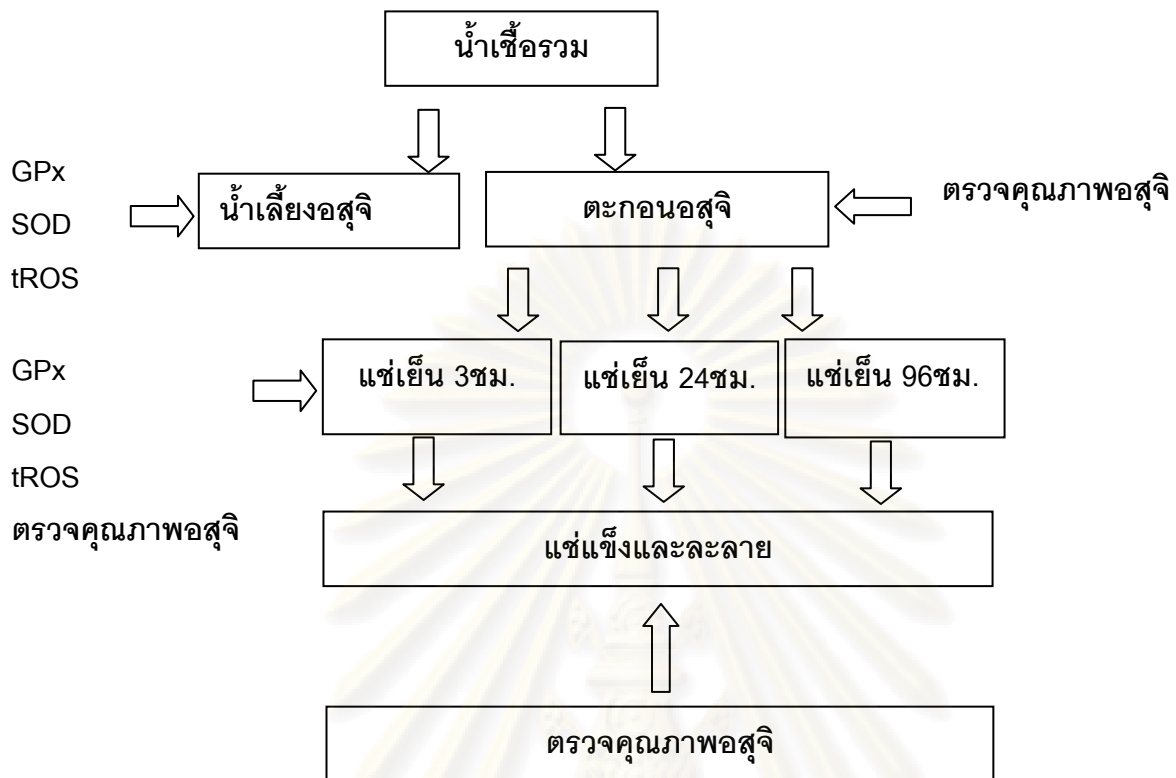 น้ำเชื้อรวม
GPx
SOD
tROS
น้ำเลี้ยงอสุจิ
ตะกอนอสุจิ
ตรวจคุณภาพอสุจิ
GPx
SOD
tROS
ตรวจคุณภาพอสุจิ
แช่เย็น 3ชม.
แช่เย็น 24ชม.
แช่เย็น 96ชม.
แช่แข็งและละลาย
ตรวจคุณภาพอสุจิ